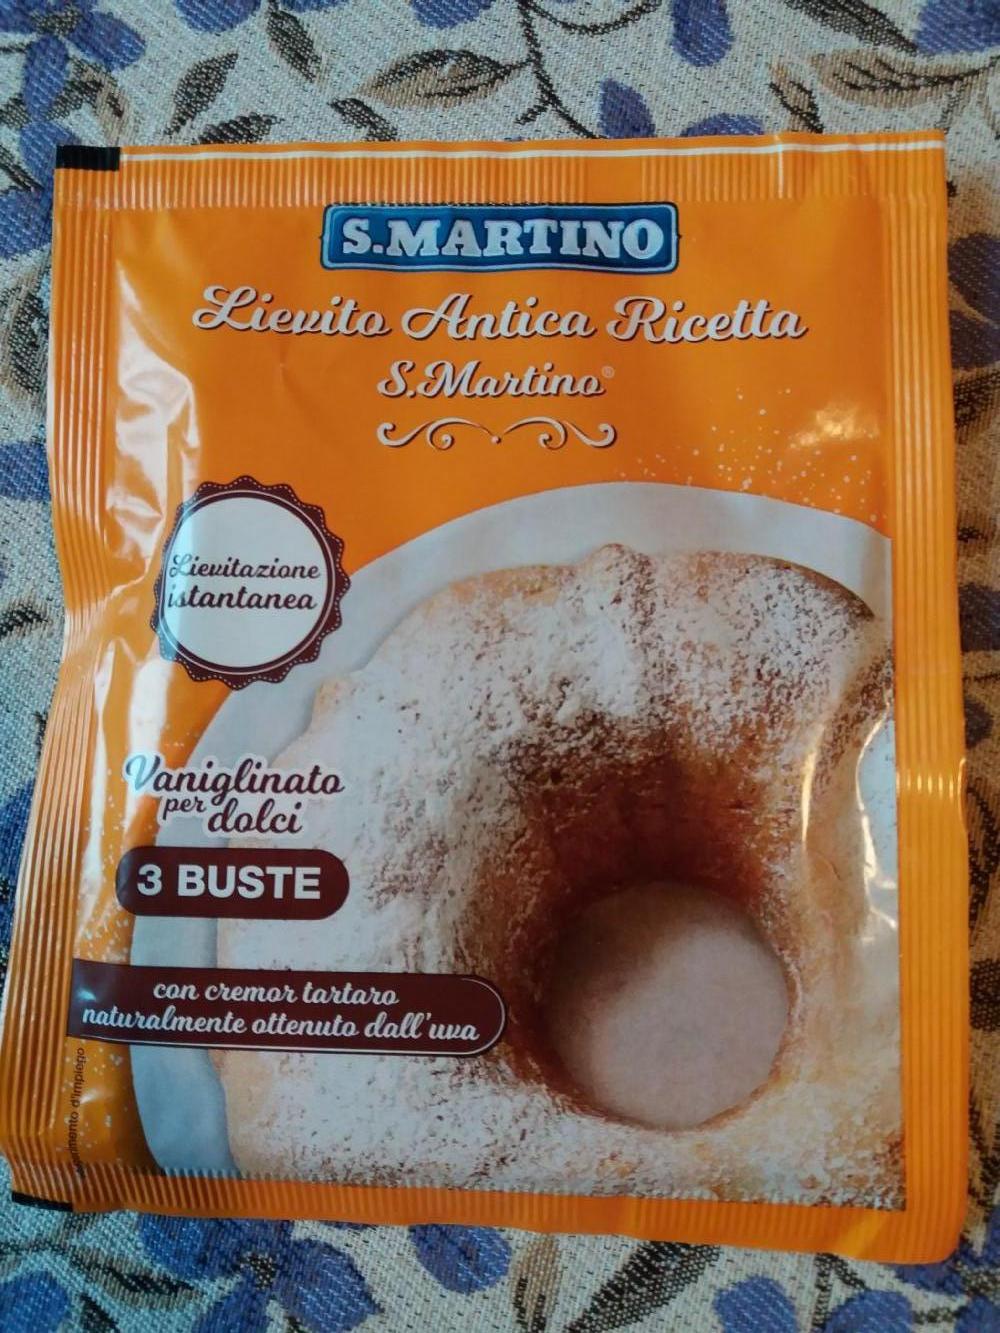 S.MARTINO
Lievito Antica Ricetta
S.Martino®
Lievitazione
istantanea
Vaniglinato
per
dolci
3 BUSTE
con cremor tartaro
naturalmente ottenuto dall'uva
d'impiego